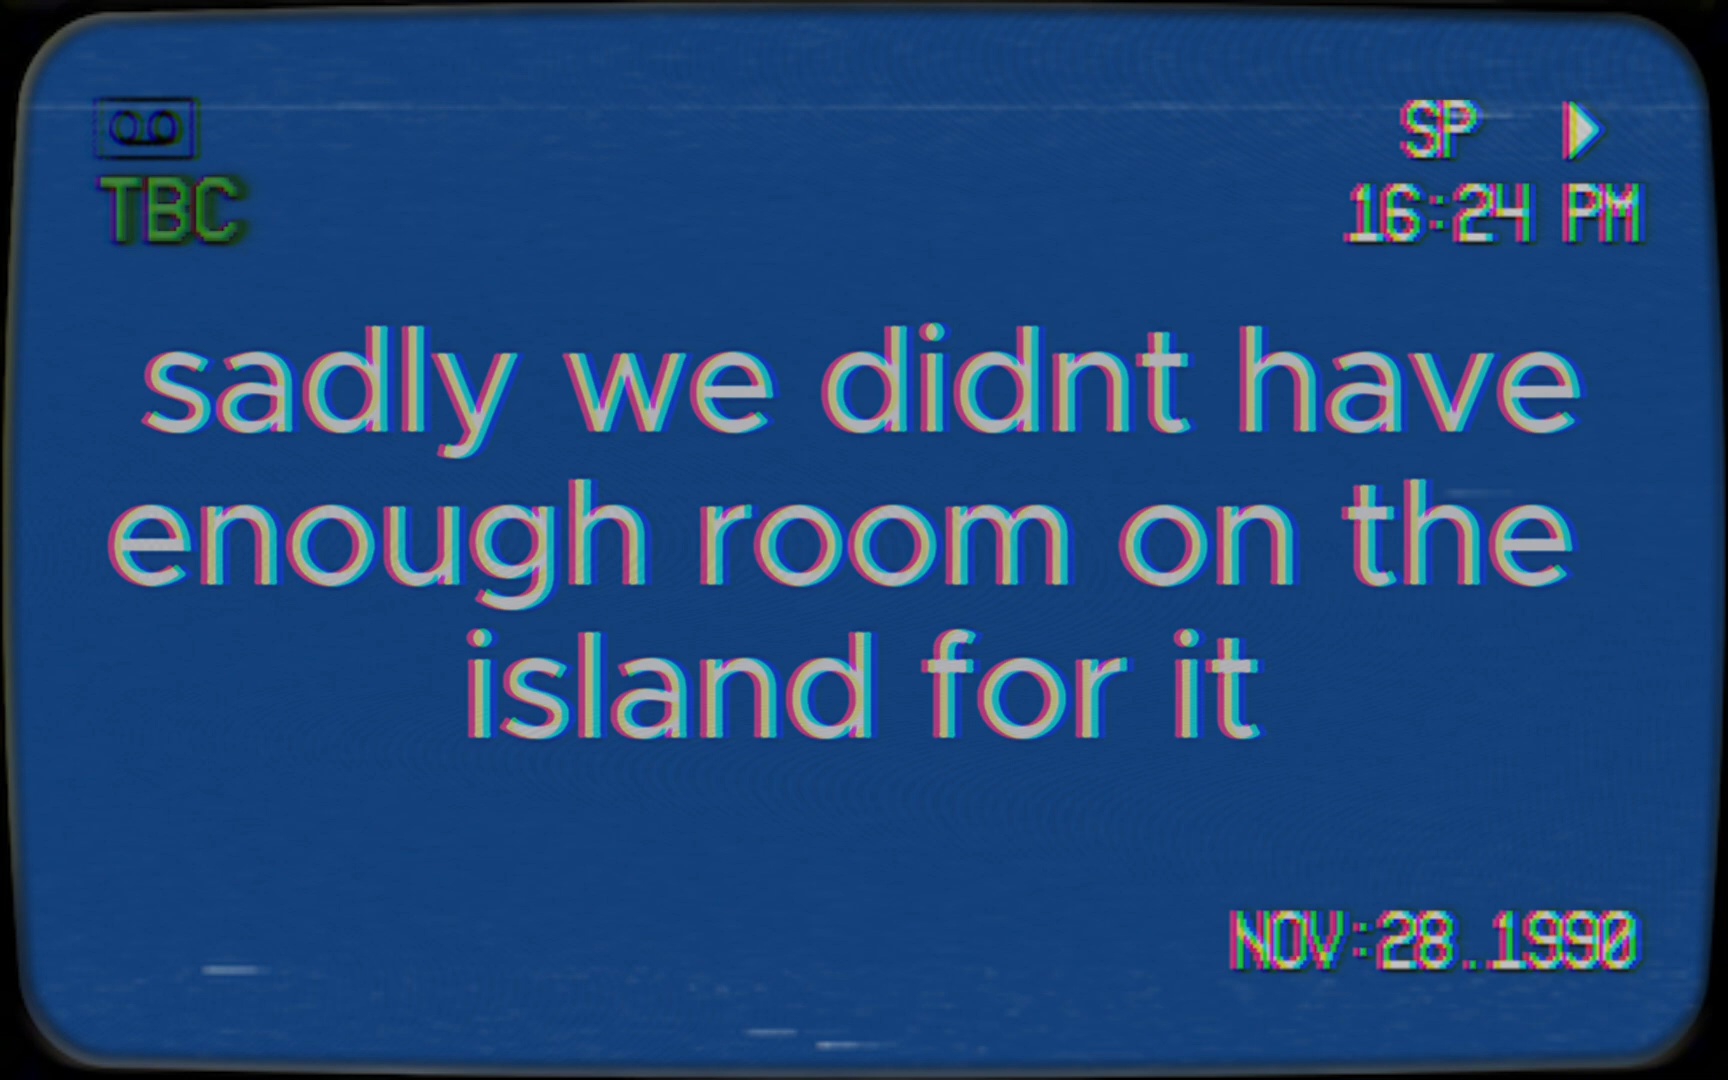 SP
TBC
16:24 PM
sadly we didnt have
enough room on the
island for it
NOV:28.1990